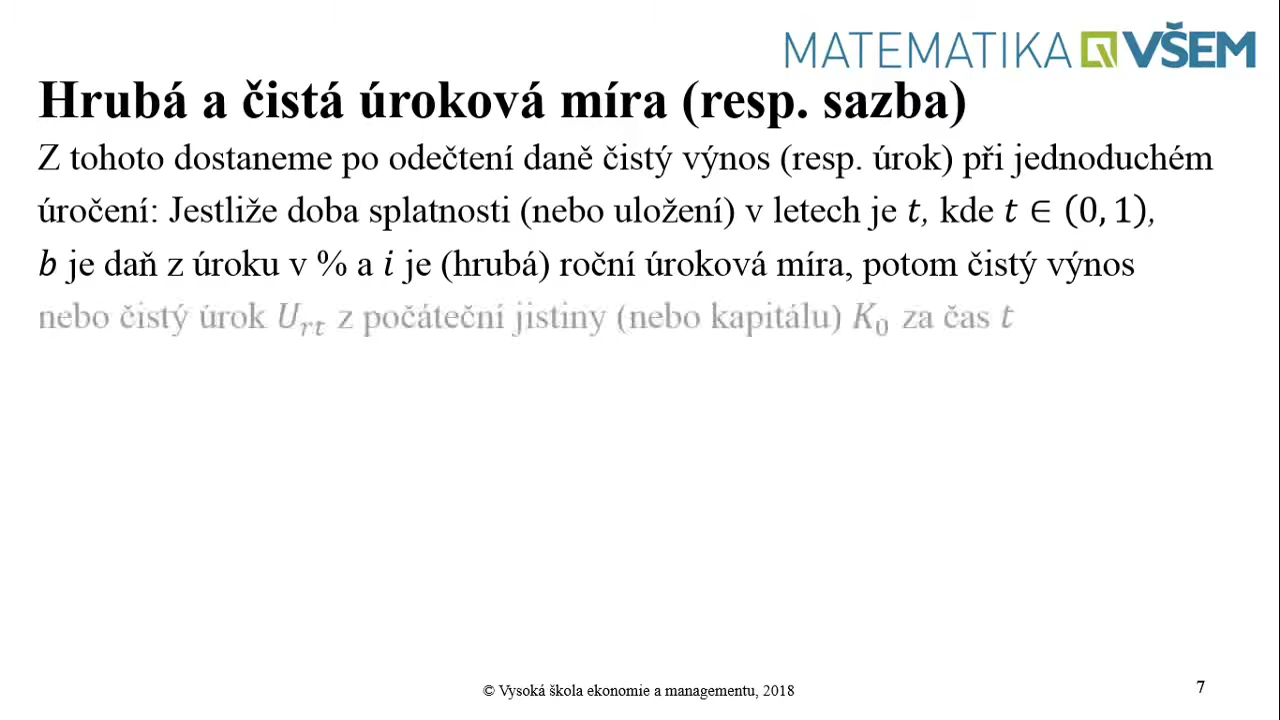 MATEMATIKA VŠEM
Hrubá a čistá úroková míra (resp. sazba)
Z tohoto dostaneme po odečtení daně čistý výnos (resp. úrok) při jednoduchém
úročení: Jestliže doba splatnosti (nebo uložení) v letech je t, kde t ∈ (0, 1),
b je daň z úroku v % a i je (hrubá) roční úroková míra, potom čistý výnos
nebo čistý úrok U_rt z počáteční jistiny (nebo kapitálu) K_0 za čas t
© Vysoká škola ekonomie a managementu, 2018
7